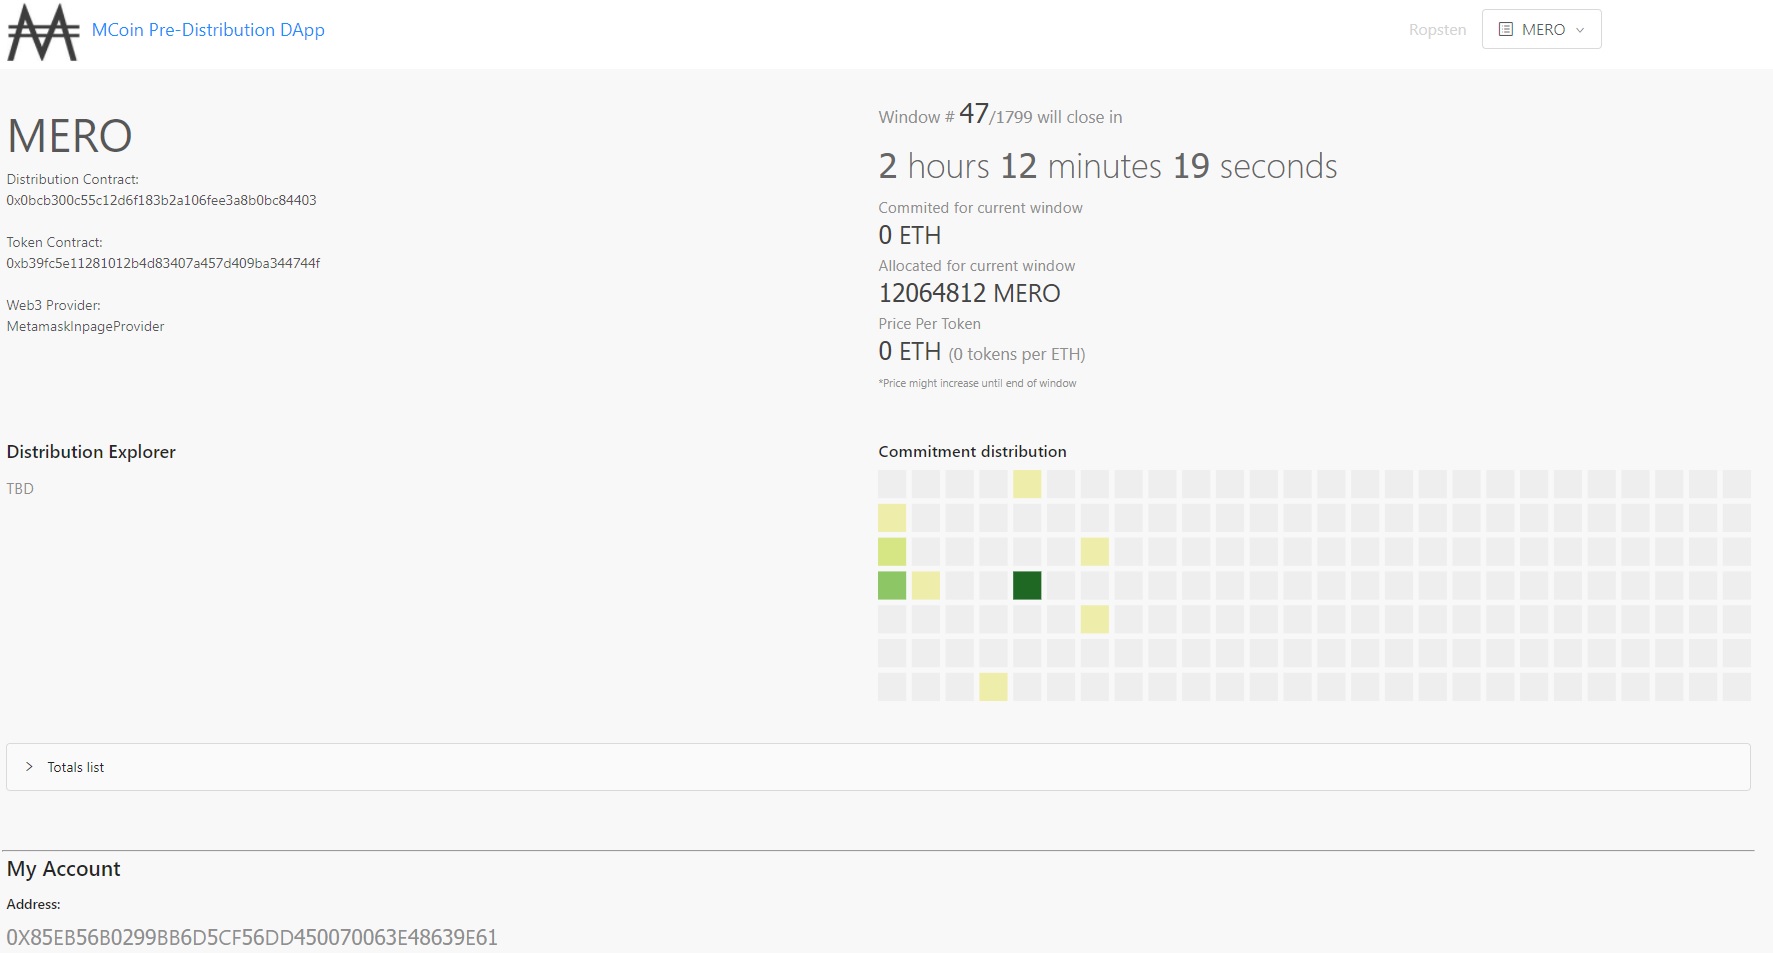 MCoin Pre-Distribution DApp
Ropsten
MERO
MERO
Distribution Contract:
0x0bcb300c55c12d6f183b2a106fee3a8b0bc84403
Token Contract:
0xb39fc5e11281012b4d83407a457d409ba344744f
Web3 Provider:
MetamaskInpageProvider
Window # 47/1799 will close in
2 hours 12 minutes 19 seconds
Commited for current window
0 ETH
Allocated for current window
12064812 MERO
Price Per Token
0 ETH (0 tokens per ETH)
*Price might increase until end of window
Distribution Explorer
TBD
Commitment distribution
Totals list
My Account
Address:
0X85EB56B0299BB6D5CF56DD450070063E48639E61